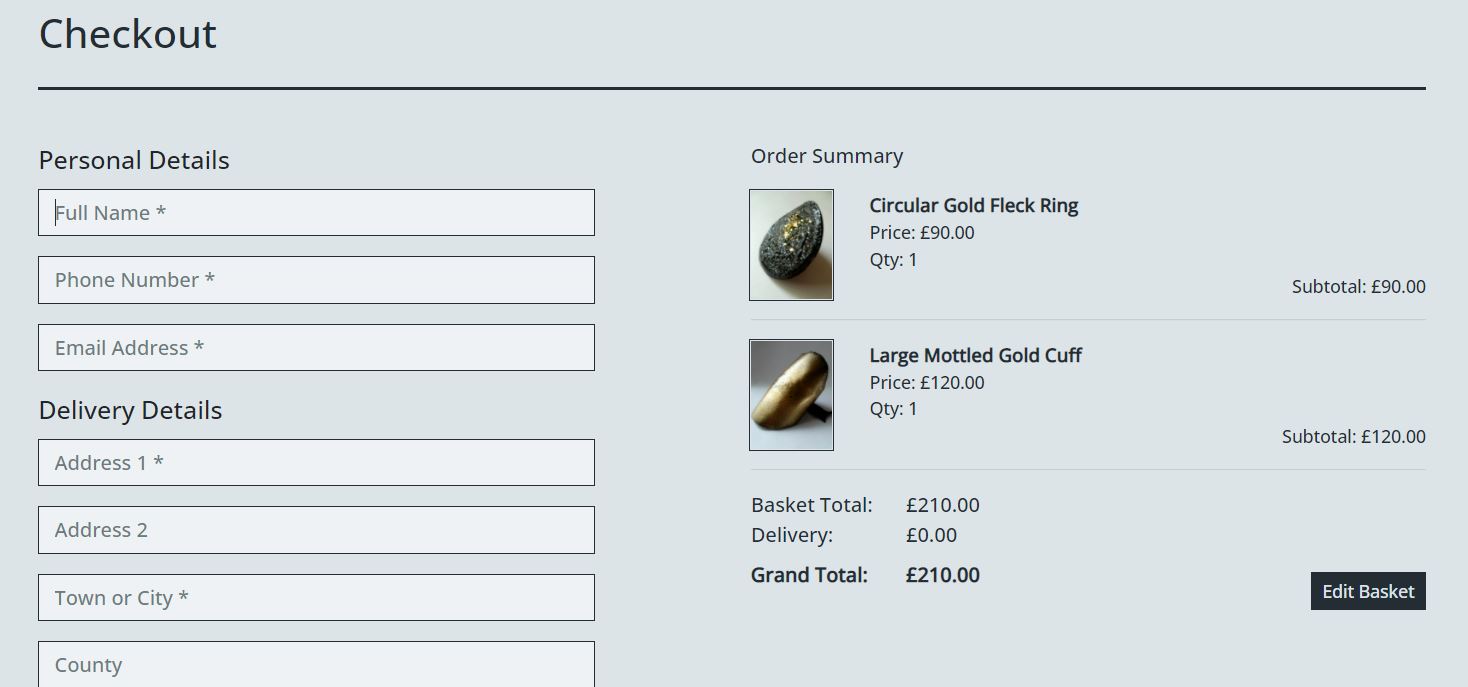 Checkout
Personal Details
Full Name *
Phone Number *
Email Address *
Delivery Details
Address 1 *
Address 2
Town or City *
County
Order Summary
Circular Gold Fleck Ring
Price: £90.00
Qty: 1
Subtotal: £90.00
Large Mottled Gold Cuff
Price: £120.00
Qty: 1
Subtotal: £120.00
Basket Total: £210.00
Delivery: £0.00
Grand Total: £210.00
Edit Basket